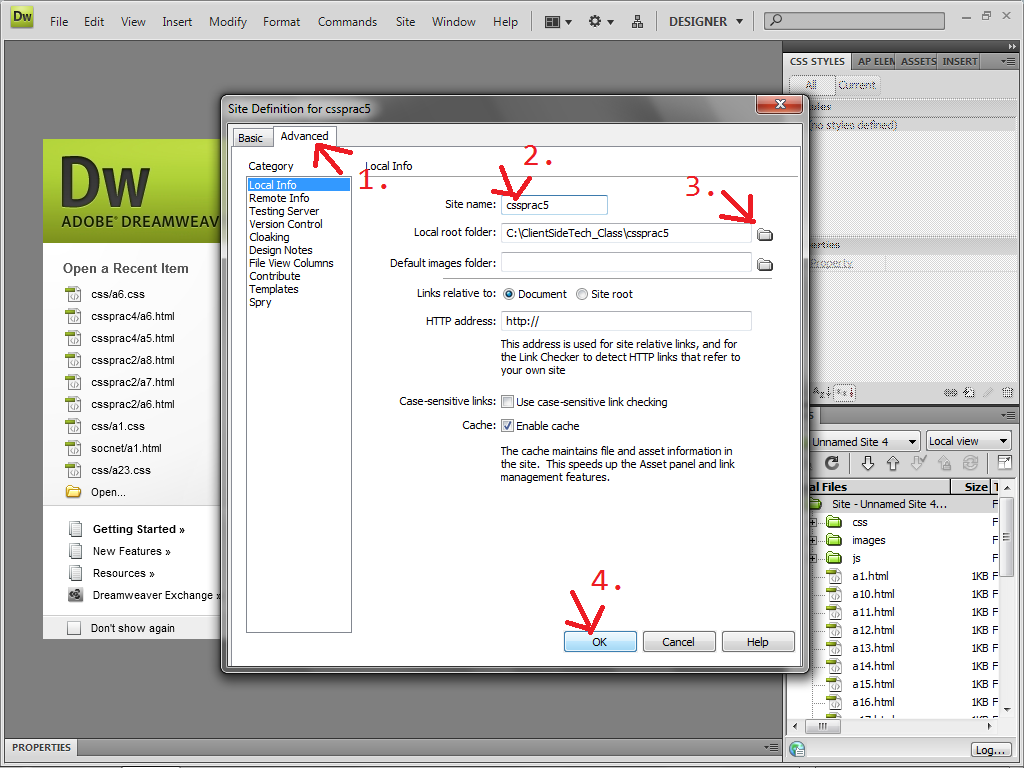 Dw File Edit View Insert Modify Format Commands Site Window Help DESIGNER
CSS STYLES AP ELEM ASSETS INSERT
All Current
(no styles defined)
Site Definition for cssprac5
Basic Advanced
1.
2.
3.
Category
Local Info
Remote Info
Testing Server
Version Control
Cloaking
Design Notes
File View Columns
Contribute
Templates
Spry
Local Info
Site name: cssprac5
Local root folder: C:\ClientSideTech_Class\cssprac5
Default images folder:
Links relative to: Document Site root
HTTP address: http://
This address is used for site relative links, and for
the Link Checker to detect HTTP links that refer to
your own site
Case-sensitive links: Use case-sensitive link checking
Cache: Enable cache
The cache maintains file and asset information in
the site. This speeds up the Asset panel and link
management features.
4.
OK Cancel Help
Dw
ADOBE® DREAMWEAV
Open a Recent Item
css/a6.css
cssprac4/a6.html
cssprac4/a5.html
cssprac2/a8.html
cssprac2/a7.html
cssprac2/a6.html
css/a1.css
socnet/a1.html
css/a23.css
Open...
Getting Started »
New Features »
Resources »
Dreamweaver Exchange »
Don't show again
erties
Property
Unnamed Site 4 Local view
al Files Size T
Site - Unnamed Site 4... F
css F
images F
js F
a1.html 1KB F
a10.html 1KB F
a11.html 1KB F
a12.html 1KB F
a13.html 1KB F
a14.html 1KB F
a15.html 1KB F
a16.html 1KB F
Log...
PROPERTIES